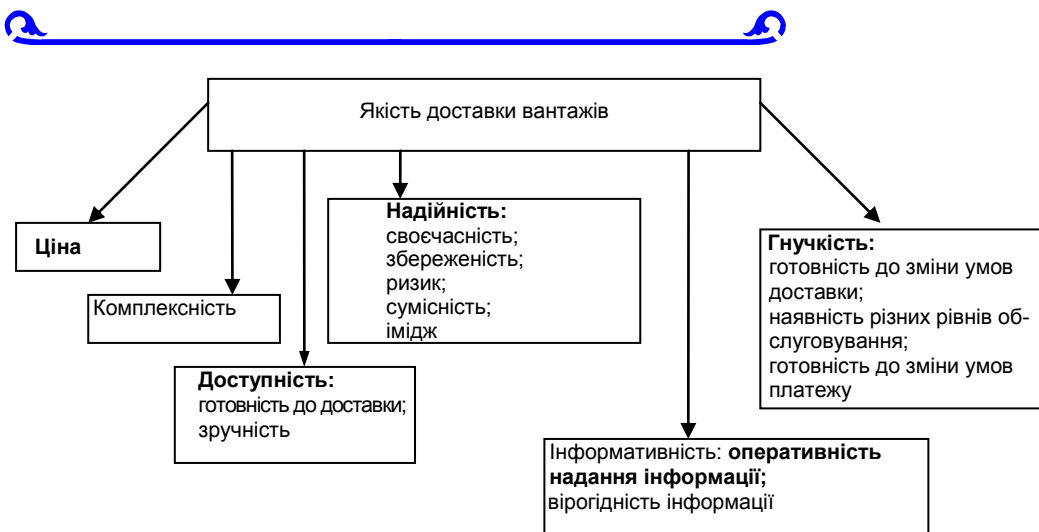 Якість доставки вантажів
Ціна
Комплексність
Доступність:
готовність до доставки;
зручність
Надійність:
своєчасність;
збереженість;
ризик;
сумісність;
імідж
Інформативність: оперативність
надання інформації;
вірогідність інформації
Гнучкість:
готовність до зміни умов
доставки;
наявність різних рівнів об-
слуговування;
готовність до зміни умов
платежу